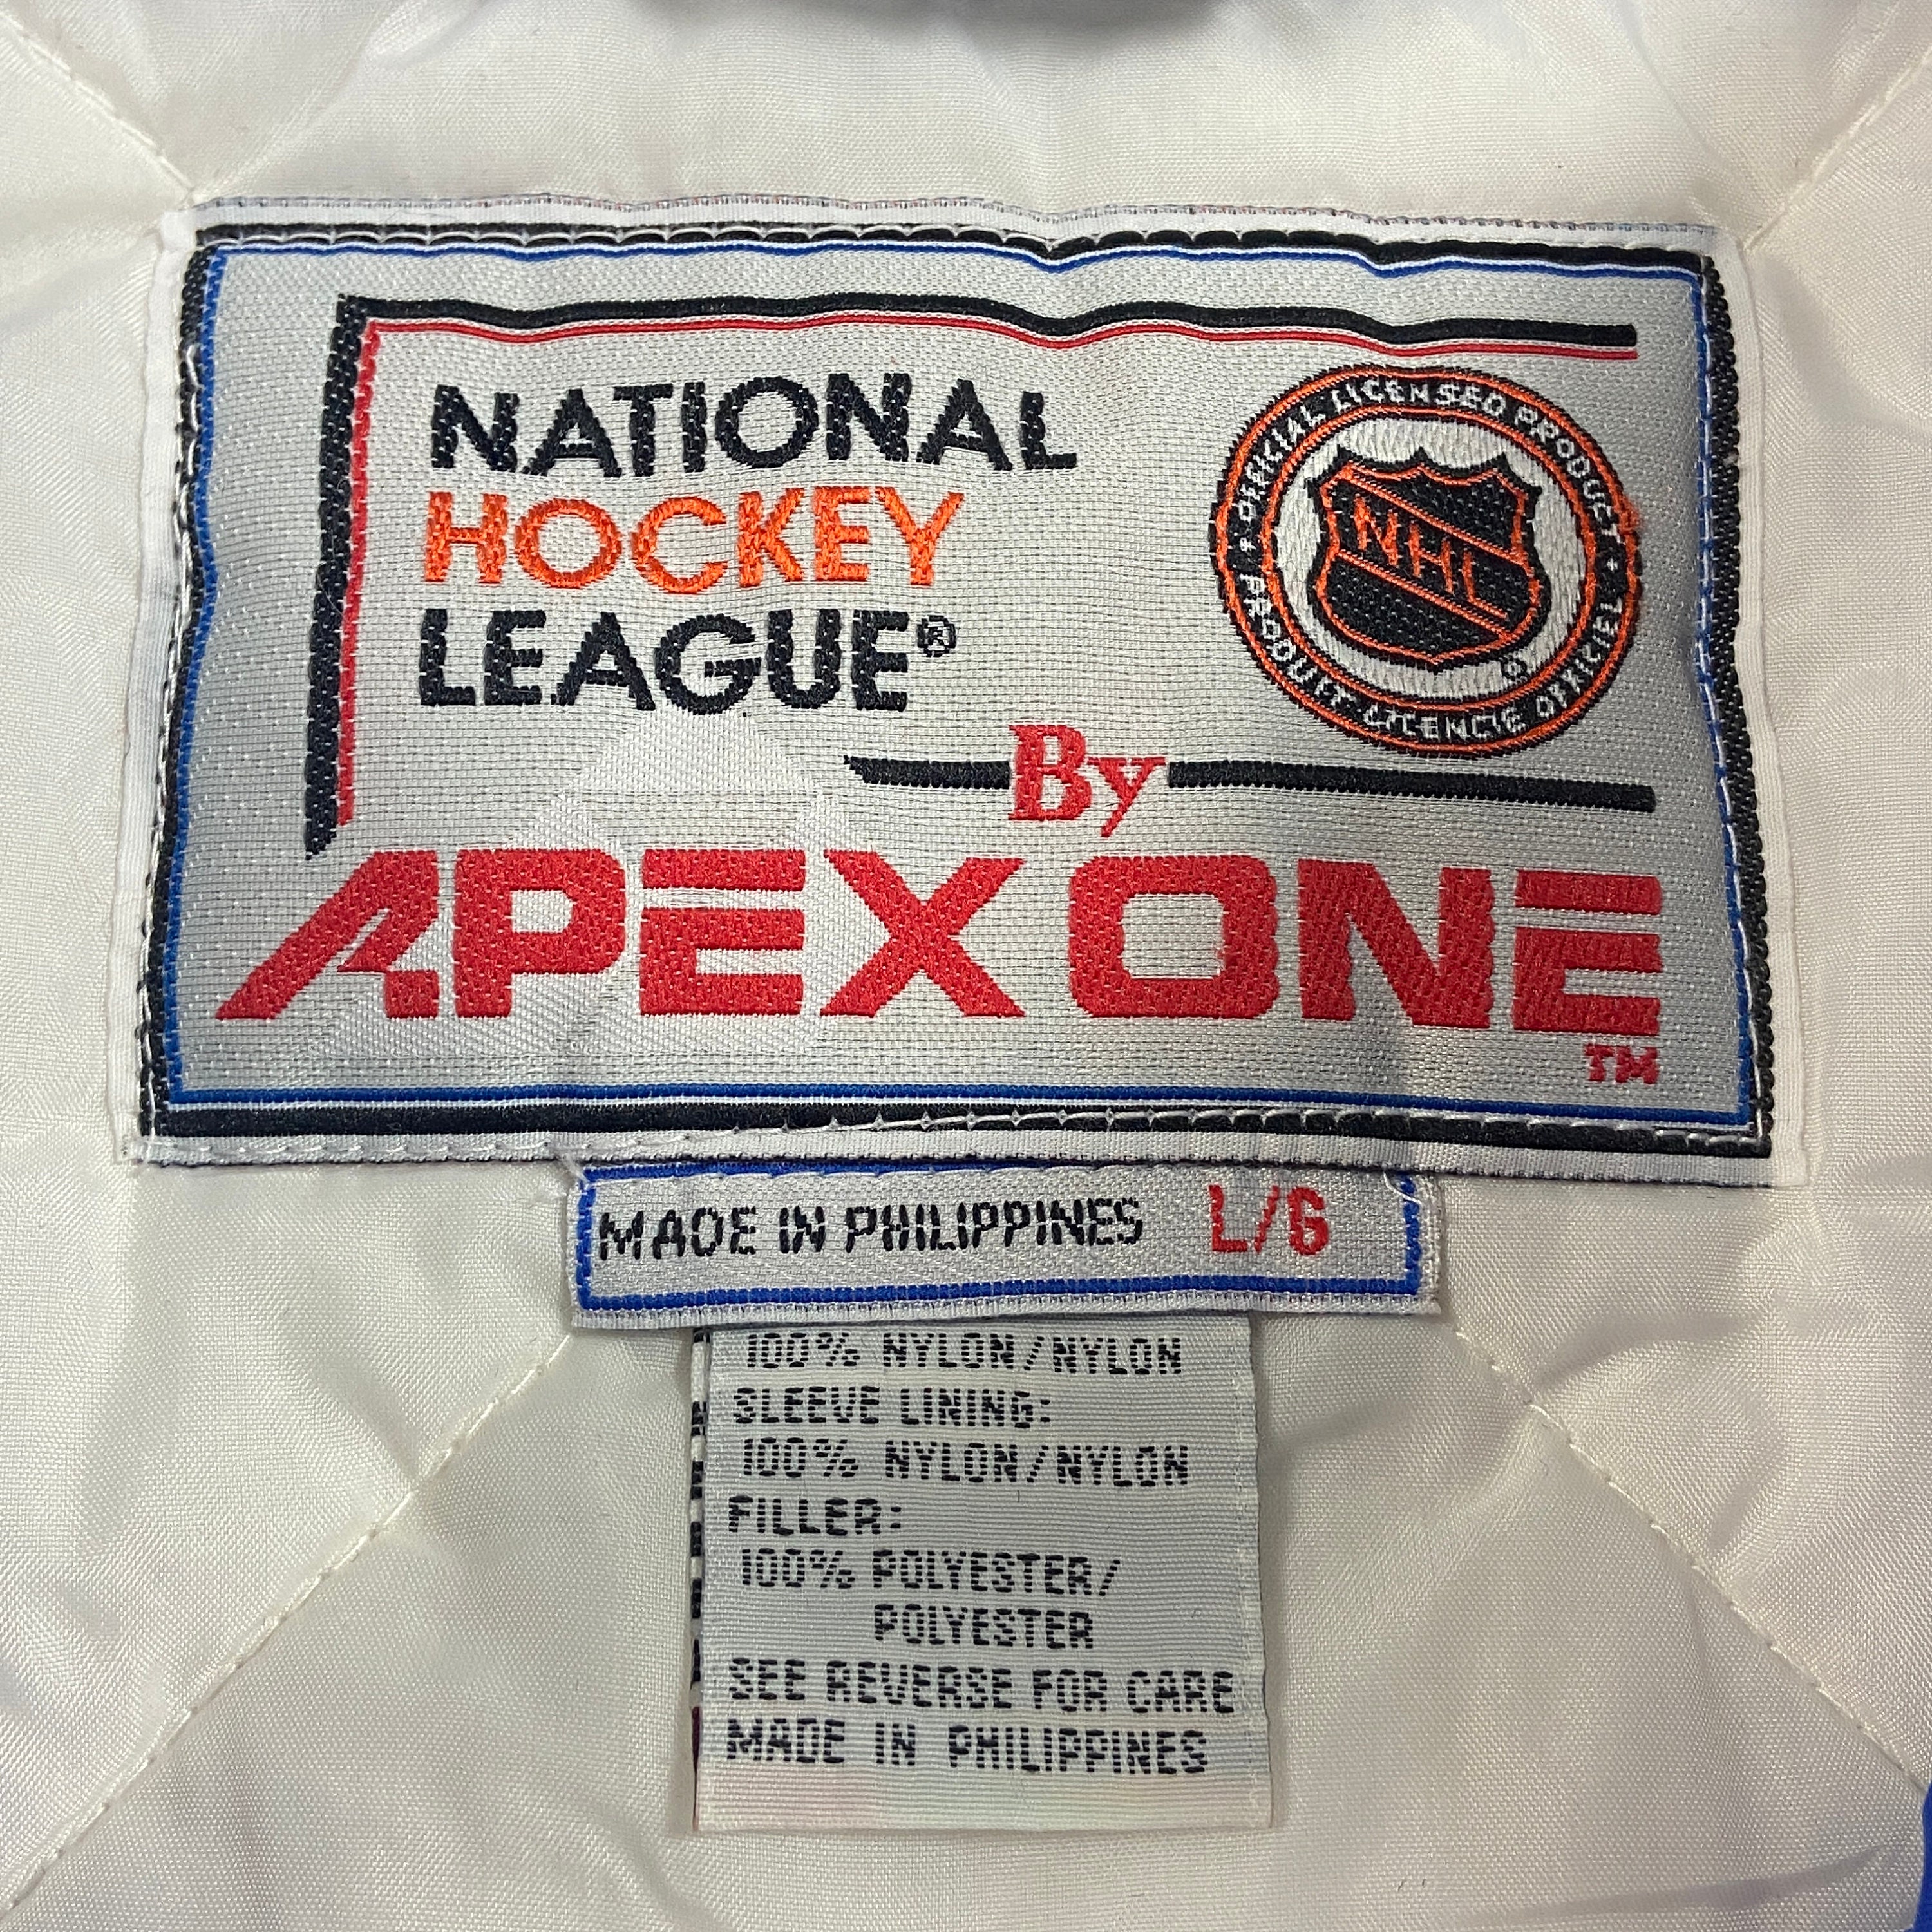 NATIONAL
HOCKEY
LEAGUE®
OFFICIAL LICENSED PRODUCT
NHL
PRODUIT LICENCIE OFFICIEL
By
APEX ONE
TM
MADE IN PHILIPPINES L/G
100% NYLON/NYLON
SLEEVE LINING:
100% NYLON/NYLON
FILLER:
100% POLYESTER/
POLYESTER
SEE REVERSE FOR CARE
MADE IN PHILIPPINES